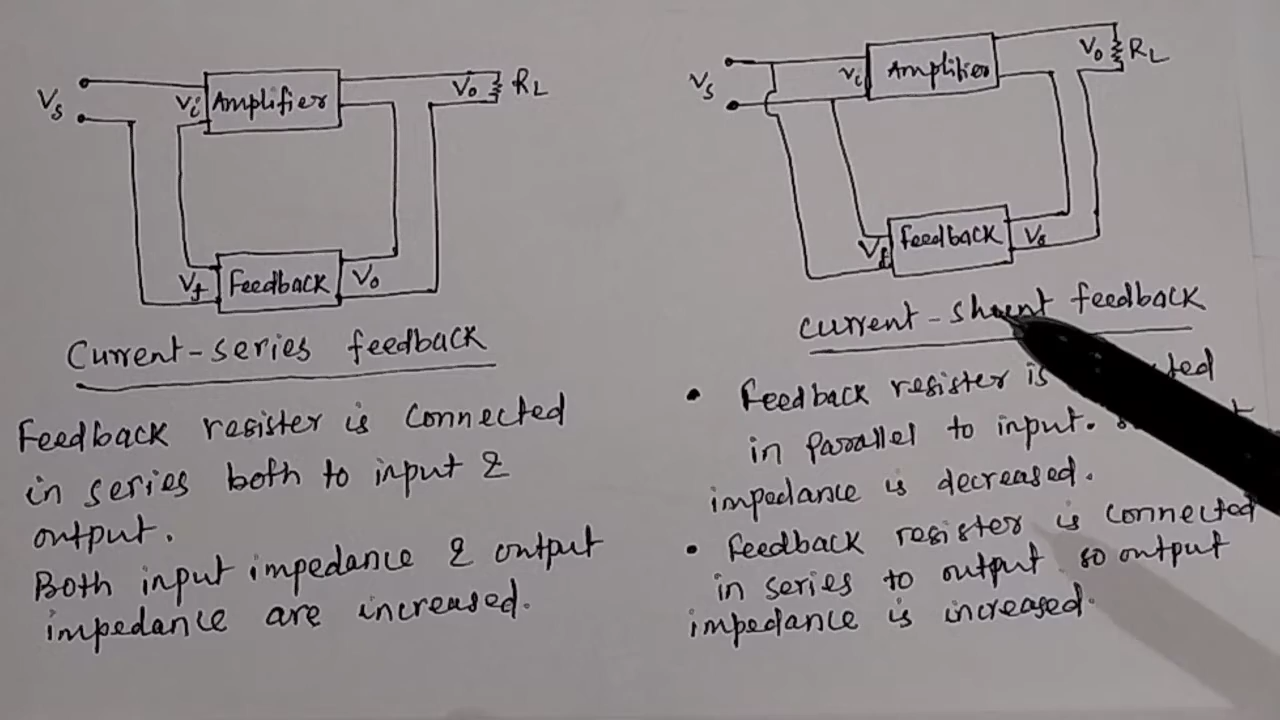 Vs
Vi
Amplifier
Vo
RL
Vf
Feedback
Vo
Current-series feedback
Feedback resister is connected
in series both to input &
output.
Both input impedance & output
impedance are increased.
Vs
Vi
Amplifier
Vo
RL
Vf
Feedback
Vo
Current-shunt feedback
• Feedback resister is
in parallel to input.
impedance is decreased.
• Feedback resister is connected
in series to output so output
impedance is increased.